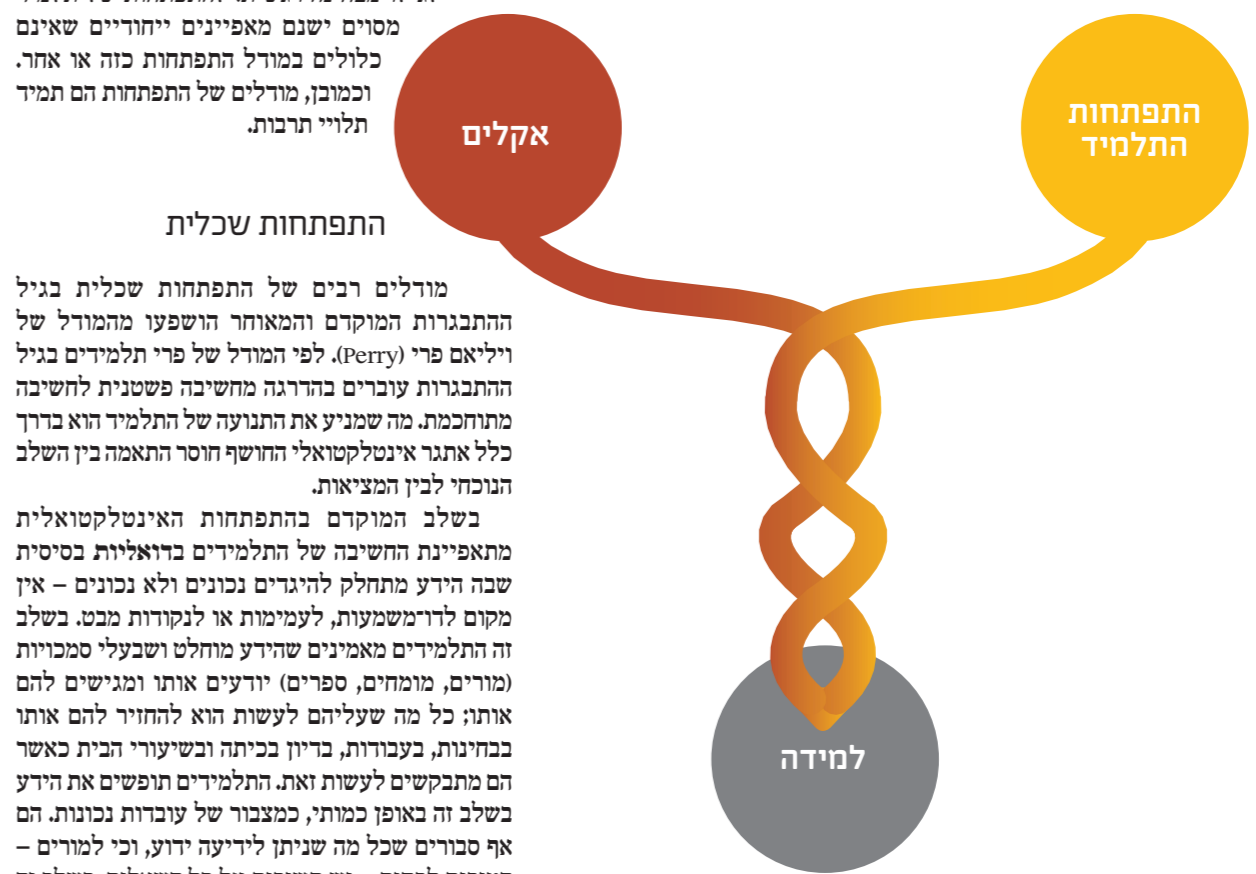 מסוים ישנם מאפיינים ייחודיים שאינם
כלולים במודל התפתחות כזה או אחר.
וכמובן, מודלים של התפתחות הם תמיד
תלויי תרבות.
התפתחות שכלית
מודלים רבים של התפתחות שכלית בגיל
ההתבגרות המוקדם והמאוחר הושפעו מהמודל של
ויליאם פרי (Perry). לפי המודל של פרי תלמידים בגיל
ההתבגרות עוברים בהדרגה מחשיבה פשטנית לחשיבה
מתוחכמת. מה שמניע את התנועה של התלמיד הוא בדרך
כלל אתגר אינטלקטואלי החושף חוסר התאמה בין השלב
הנוכחי לבין המציאות.
בשלב המוקדם בהתפתחות האינטלקטואלית
מתאפיינת החשיבה של התלמידים בדואליות בסיסית
שבה הידע מתחלק להיגדים נכונים ולא נכונים – אין
מקום לדו־משמעות, לעמימות או לנקודות מבט. בשלב
זה התלמידים מאמינים שהידע מוחלט ושבעלי סמכויות
(מורים, מומחים, ספרים) יודעים אותו ומגישים להם
אותו; כל מה שעליהם לעשות הוא להחזיר להם אותו
בבחינות, בעבודות, בדיון בכיתה ובשיעורי הבית כאשר
הם מתבקשים לעשות זאת. התלמידים תופשים את הידע
בשלב זה באופן כמותי, כמצבור של עובדות נכונות. הם
אף סבורים שכל מה שניתן לידיעה ידוע, וכי למורים –
התפתחות
התלמיד
אקלים
למידה